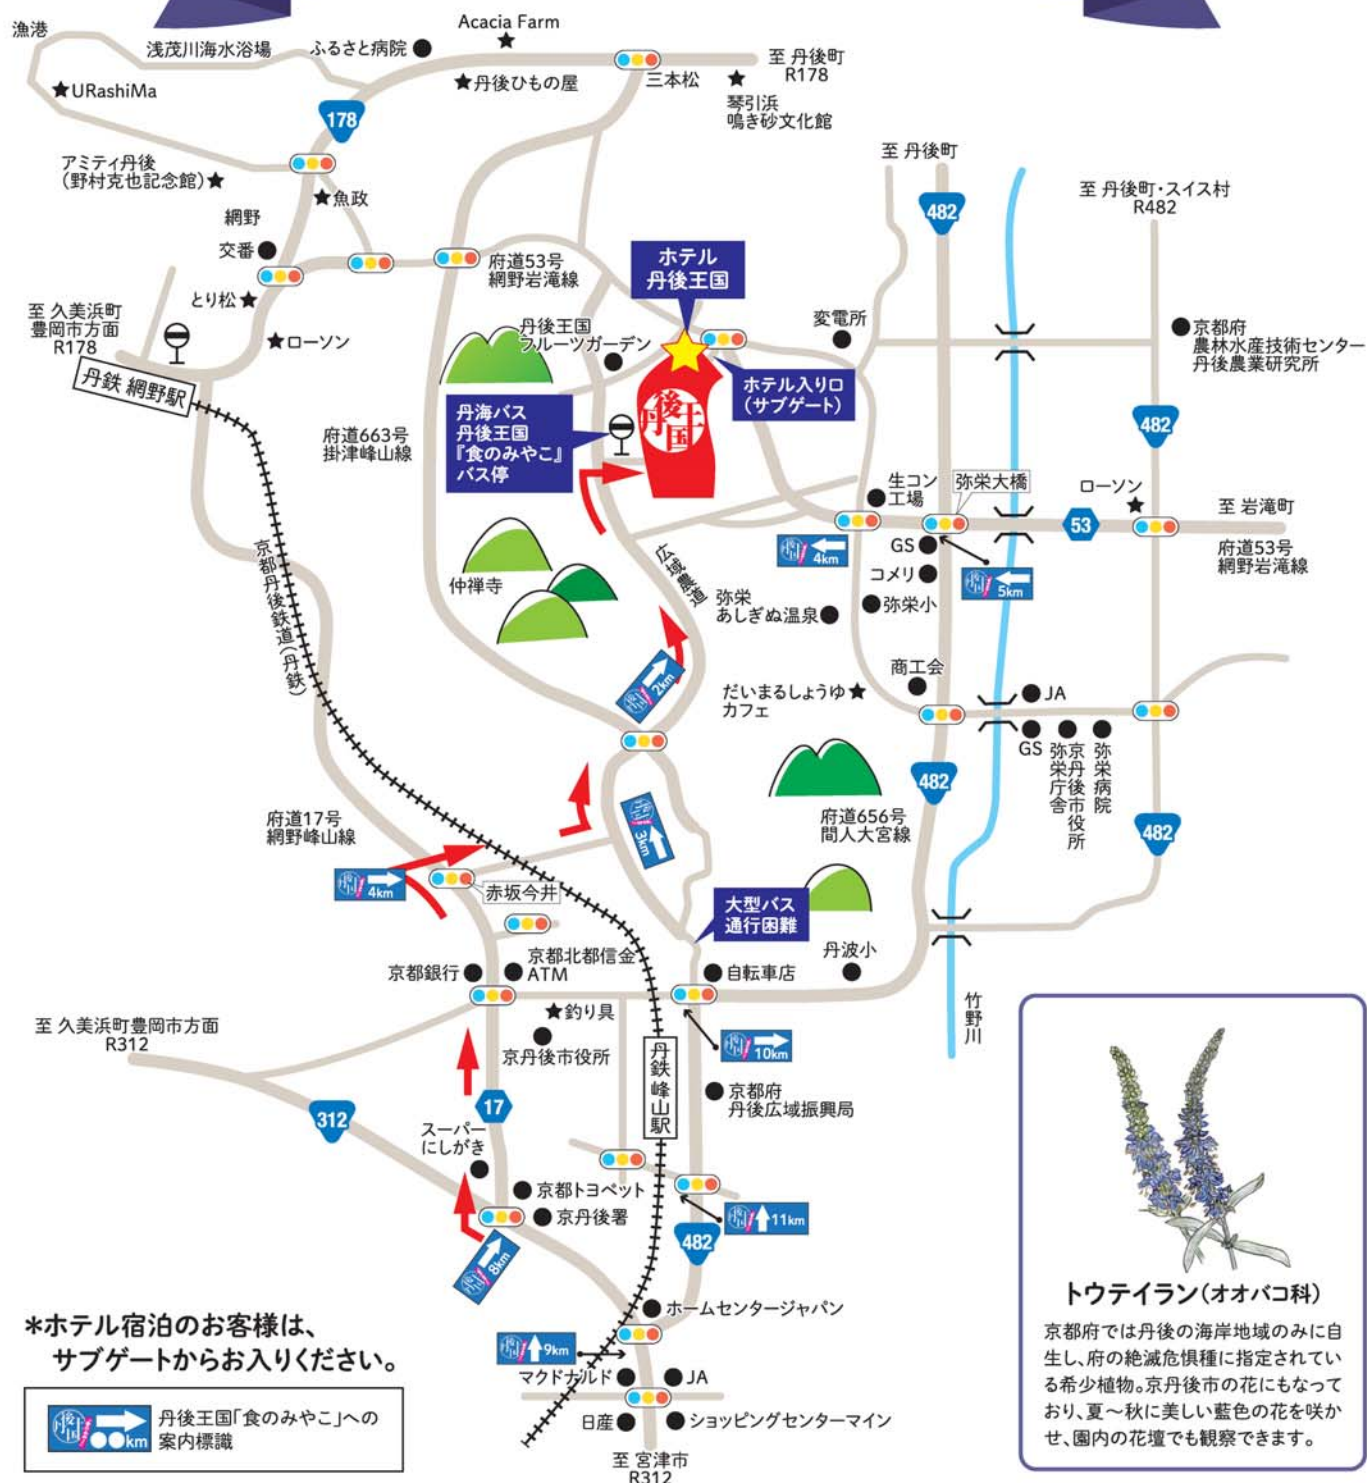 漁港
浅茂川海水浴場
ふるさと病院
Acacia Farm
URashiMa
丹後ひもの屋
三本松
至 丹後町
R178
琴引浜
鳴き砂文化館
178
アミティ丹後
(野村克也記念館)
魚政
網野
交番
とり松
ローソン
至 久美浜町
豊岡市方面
R178
丹鉄 網野駅
府道53号
網野岩滝線
ホテル
丹後王国
丹後王国
フルーツガーデン
丹後王国
ホテル入り口
(サブゲート)
丹海バス
丹後王国
『食のみやこ』
バス停
変電所
至 丹後町
482
至 丹後町・スイス村
R482
京都府
農林水産技術センター
丹後農業研究所
482
府道663号
掛津峰山線
生コン
工場
弥栄大橋
ローソン
53
至 岩滝町
府道53号
網野岩滝線
4km
GS
コメリ
5km
弥栄小
弥栄
あしぎぬ温泉
仲禅寺
広域農道
京都丹後鉄道(丹鉄)
2km
商工会
だいまるしょうゆ
カフェ
JA
GS
弥栄庁舎
京丹後市役所
弥栄病院
482
府道656号
間人大宮線
482
3km
府道17号
網野峰山線
4km
赤坂今井
大型バス
通行困難
京都北都信金
ATM
京都銀行
自転車店
丹波小
釣り具
京丹後市役所
竹野川
至 久美浜町豊岡市方面
R312
10km
丹鉄峰山駅
京都府
丹後広域振興局
312
17
スーパー
にしがき
京都トヨペット
京丹後署
11km
482
8km
ホームセンタージャパン
9km
マクドナルド
JA
日産
ショッピングセンターマイン
至 宮津市
R312
*ホテル宿泊のお客様は、
サブゲートからお入りください。
●●km
丹後王国「食のみやこ」への
案内標識
トウテイラン(オオバコ科)
京都府では丹後の海岸地域のみに自
生し、府の絶滅危惧種に指定されてい
る希少植物。京丹後市の花にもなって
おり、夏〜秋に美しい藍色の花を咲か
せ、園内の花壇でも観察できます。